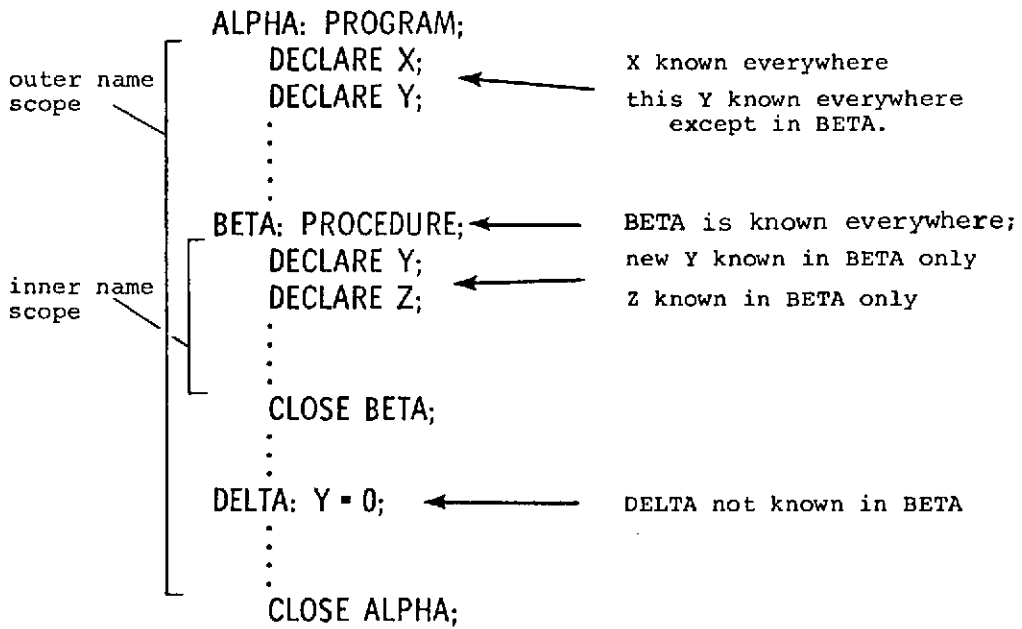 ALPHA: PROGRAM;
DECLARE X;
DECLARE Y;
outer name
scope
X known everywhere
this Y known everywhere
except in BETA.
BETA: PROCEDURE;
BETA is known everywhere;
DECLARE Y;
DECLARE Z;
new Y known in BETA only
Z known in BETA only
inner name
scope
CLOSE BETA;
DELTA: Y = 0;
DELTA not known in BETA
CLOSE ALPHA;